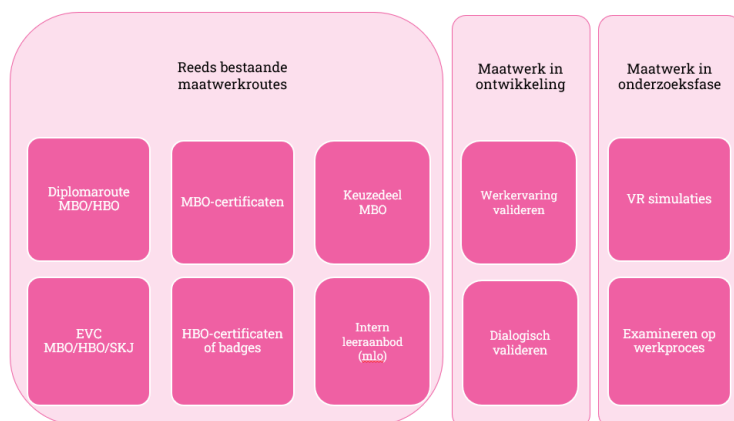 Reeds bestaande
maatwerkroutes
Maatwerk in
ontwikkeling
Maatwerk in
onderzoeksfase
Diplomaroute
MBO/HBO
MBO-certificaten
Keuzedeel
MBO
Werkervaring
valideren
VR simulaties
EVC
MBO/HBO/SKJ
HBO-certificaten
of badges
Intern
leeraanbod
(mlo)
Dialogisch
valideren
Examineren op
werkproces